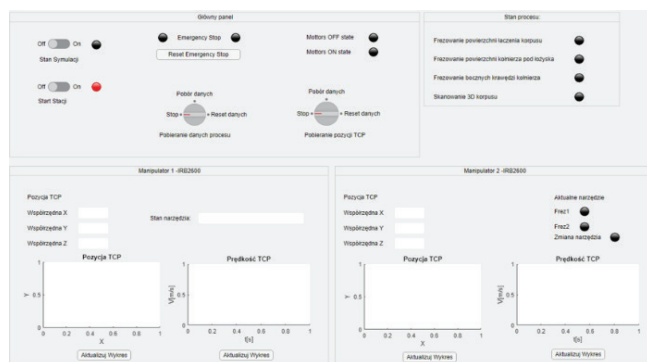 Główny panel
Off On
Stan Symulacji
Emergency Stop
Reset Emergency Stop
Mottors OFF state
Mottors ON state
Off On
Start Stacji
Pobór danych
Stop Reset danych
Pobieranie danych procesu
Pobór danych
Stop Reset danych
Pobieranie pozycji TCP
Stan procesu:
Frezowanie powierzchni łaczenia korpusu
Frezowanie powierzchni kołnierza pod łożyska
Frezowanie bocznych krawędzi kołnierza
Skanowanie 3D korpusu
Manipulator 1 -IRB2600
Pozycja TCP
Współrzędna X
Współrzędna Y
Współrzędna Z
Stan narzędzia:
Pozycja TCP
1
0.5
0
Y
0 0.2 0.4 0.6 0.8 1
X
Aktualizuj Wykres
Prędkość TCP
1
0.5
0
V[m/s]
0 0.2 0.4 0.6 0.8 1
t[s]
Aktualizuj Wykres
Manipulator 2 -IRB2600
Pozycja TCP
Współrzędna X
Współrzędna Y
Współrzędna Z
Aktualne narzędzie
Frez1
Frez2
Zmiana narzędzia
Pozycja TCP
1
0.5
0
Y
0 0.2 0.4 0.6 0.8 1
X
Aktualizuj Wykres
Prędkość TCP
1
0.5
0
V[m/s]
0 0.2 0.4 0.6 0.8 1
t[s]
Aktualizuj Wykres